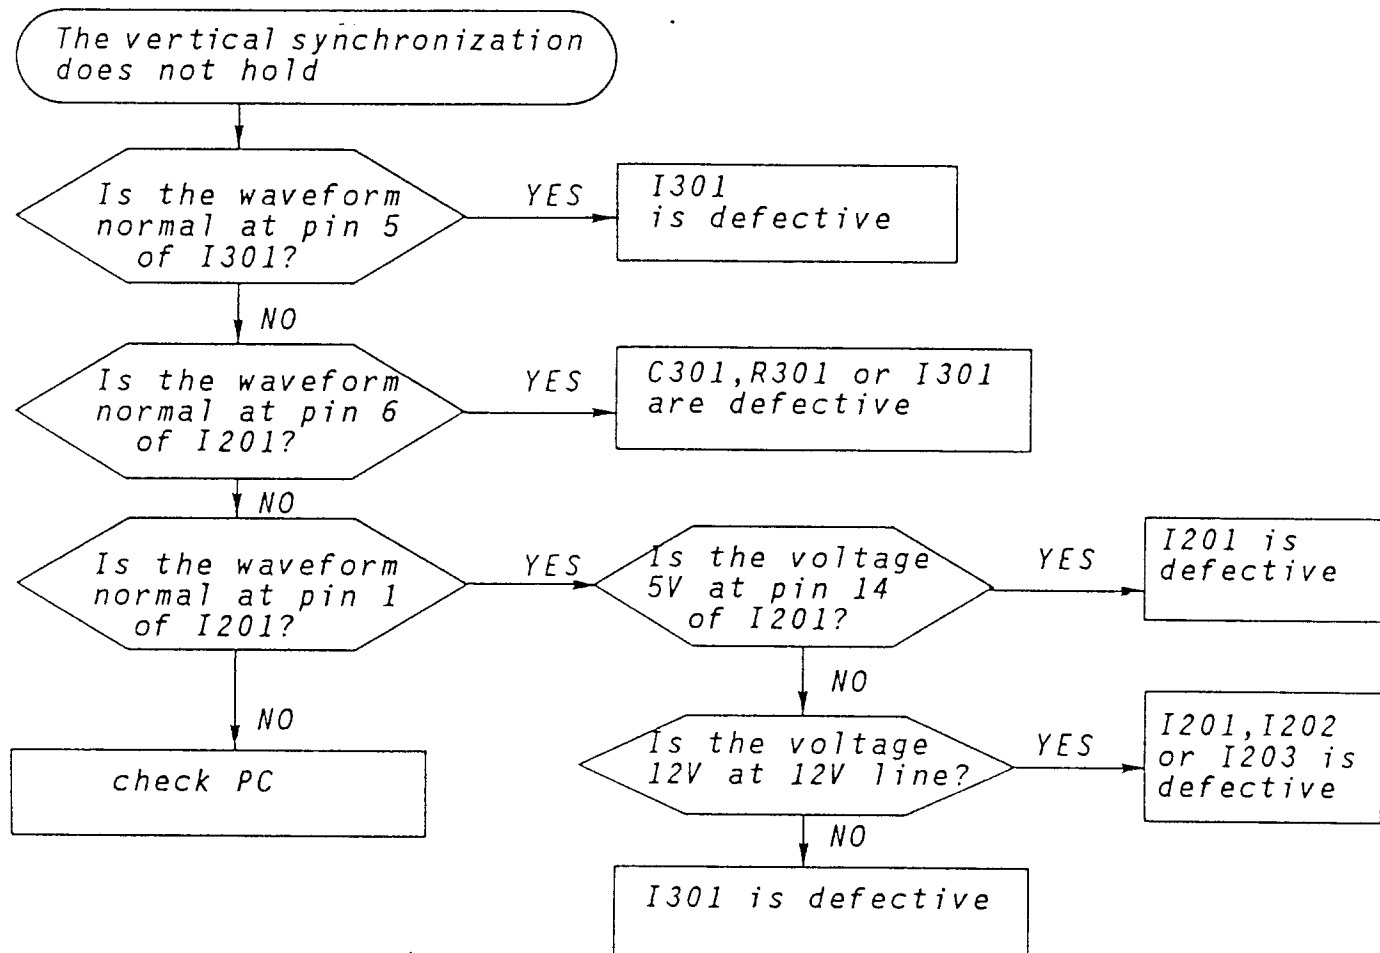 The vertical synchronization
does not hold
Is the waveform
normal at pin 5
of I301?
YES
I301
is defective
NO
Is the waveform
normal at pin 6
of I201?
YES
C301,R301 or I301
are defective
NO
Is the waveform
normal at pin 1
of I201?
YES
Is the voltage
5V at pin 14
of I201?
YES
I201 is
defective
NO
NO
check PC
Is the voltage
12V at 12V line?
YES
I201,I202
or I203 is
defective
NO
I301 is defective